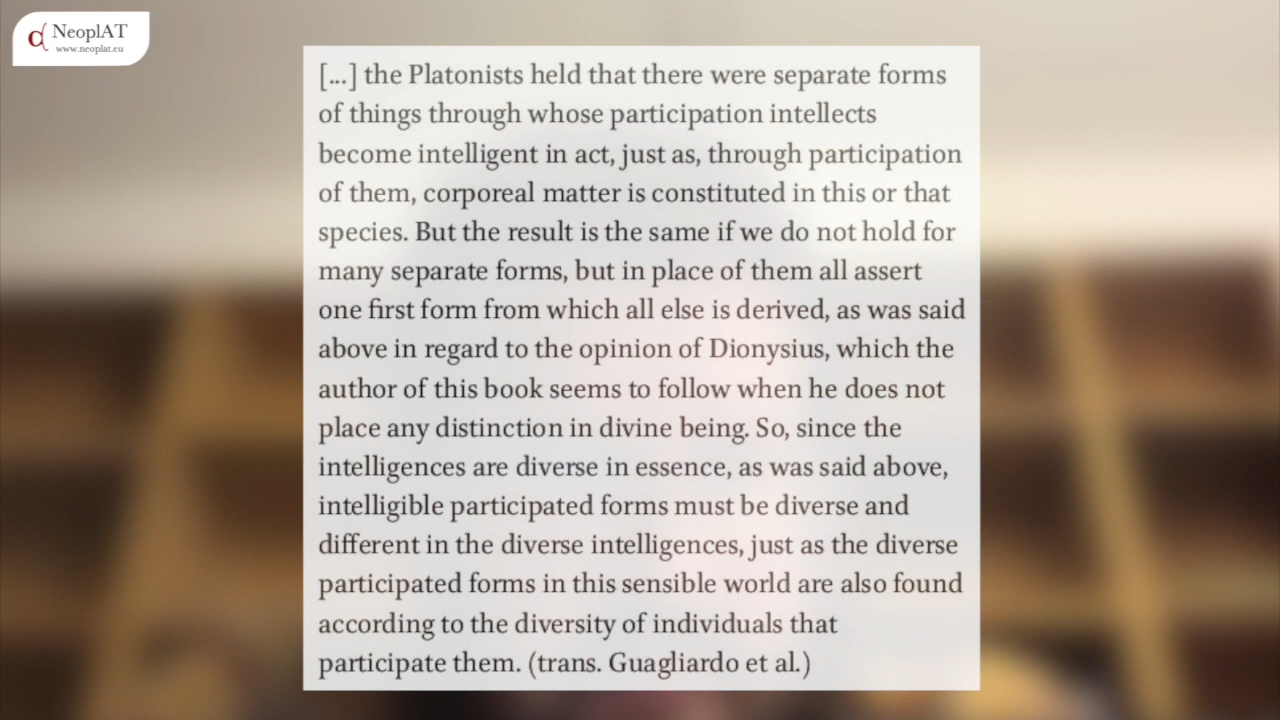 NeoplAT
www.neoplat.eu
[...] the Platonists held that there were separate forms
of things through whose participation intellects
become intelligent in act, just as, through participation
of them, corporeal matter is constituted in this or that
species. But the result is the same if we do not hold for
many separate forms, but in place of them all assert
one first form from which all else is derived, as was said
above in regard to the opinion of Dionysius, which the
author of this book seems to follow when he does not
place any distinction in divine being. So, since the
intelligences are diverse in essence, as was said above,
intelligible participated forms must be diverse and
different in the diverse intelligences, just as the diverse
participated forms in this sensible world are also found
according to the diversity of individuals that
participate them. (trans. Guagliardo et al.)